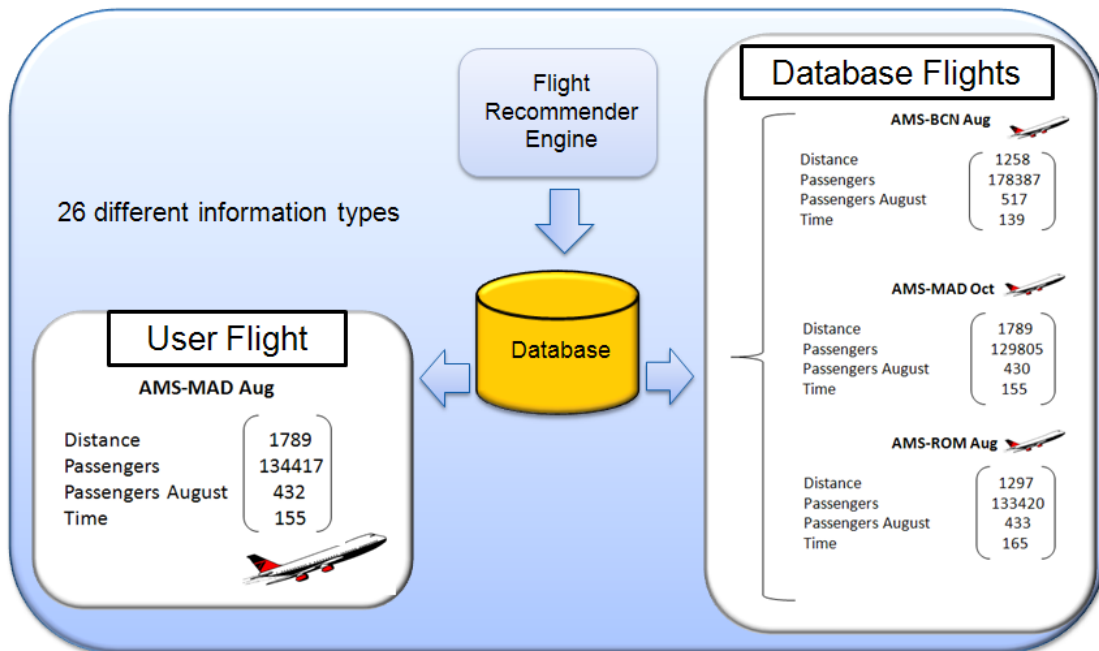 Flight
Recommender
Engine
26 different information types
Database
User Flight
AMS-MAD Aug
Distance 1789
Passengers 134417
Passengers August 432
Time 155
Database Flights
AMS-BCN Aug
Distance 1258
Passengers 178387
Passengers August 517
Time 139
AMS-MAD Oct
Distance 1789
Passengers 129805
Passengers August 430
Time 155
AMS-ROM Aug
Distance 1297
Passengers 133420
Passengers August 433
Time 165